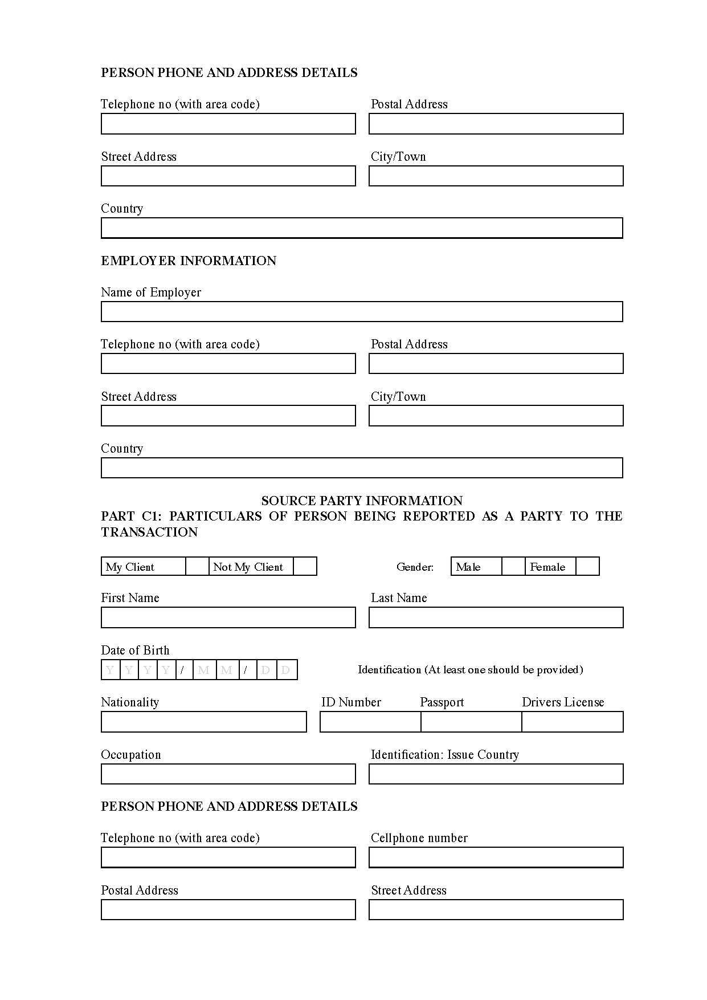 PERSON PHONE AND ADDRESS DETAILS
Telephone no (with area code) Postal Address
Street Address City/Town
Country
EMPLOYER INFORMATION
Name of Employer
Telephone no (with area code) Postal Address
Street Address City/Town
Country
SOURCE PARTY INFORMATION
PART C1: PARTICULARS OF PERSON BEING REPORTED AS A PARTY TO THE
TRANSACTION
My Client Not My Client Gender: Male Female
First Name Last Name
Date of Birth
Y Y Y Y / M M / D D Identification (At least one should be provided)
Nationality ID Number Passport Drivers License
Occupation Identification: Issue Country
PERSON PHONE AND ADDRESS DETAILS
Telephone no (with area code) Cellphone number
Postal Address Street Address